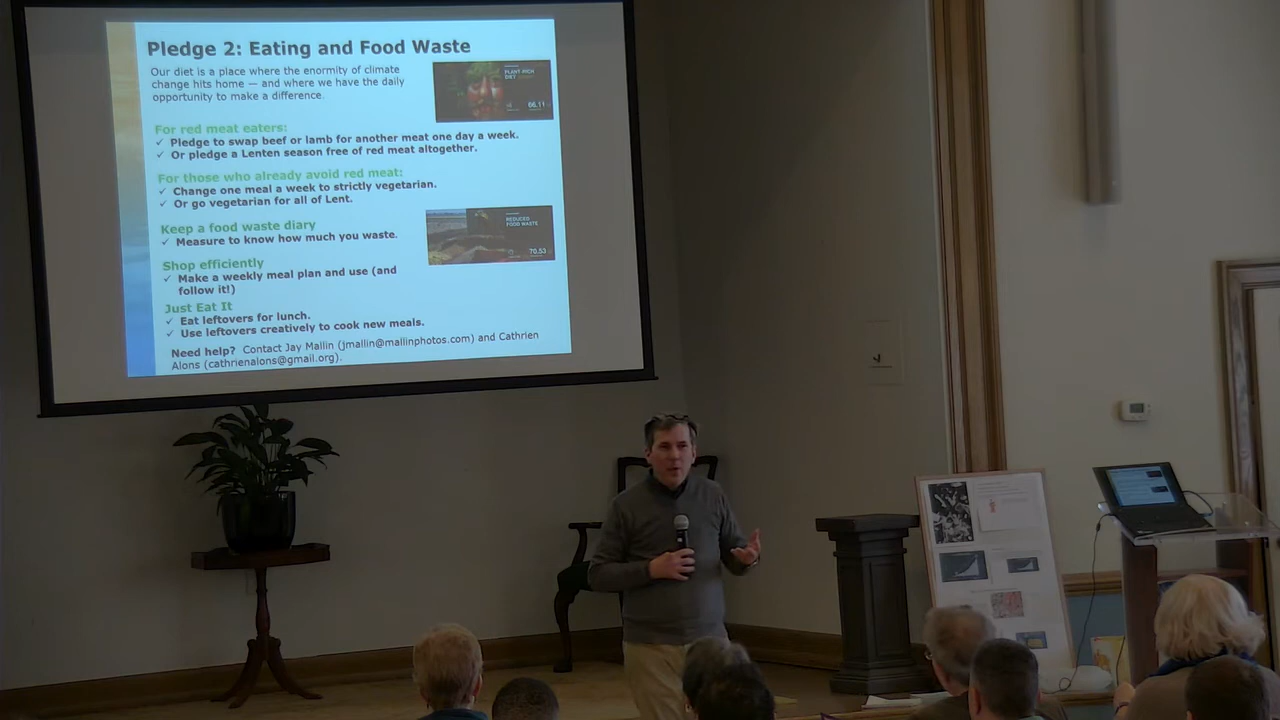 Pledge 2: Eating and Food Waste
Our diet is a place where the enormity of climate
change hits home — and where we have the daily
opportunity to make a difference.
PLANT-RICH
DIET
66.11
For red meat eaters:
✓ Pledge to swap beef or lamb for another meat one day a week.
✓ Or pledge a Lenten season free of red meat altogether.
For those who already avoid red meat:
✓ Change one meal a week to strictly vegetarian.
✓ Or go vegetarian for all of Lent.
Keep a food waste diary
✓ Measure to know how much you waste.
REDUCED
FOOD WASTE
70.53
Shop efficiently
✓ Make a weekly meal plan and use (and
follow it!)
Just Eat It
✓ Eat leftovers for lunch.
✓ Use leftovers creatively to cook new meals.
Need help? Contact Jay Mallin (jmallin@mallinphotos.com) and Cathrien
Alons (cathrienalons@gmail.org).